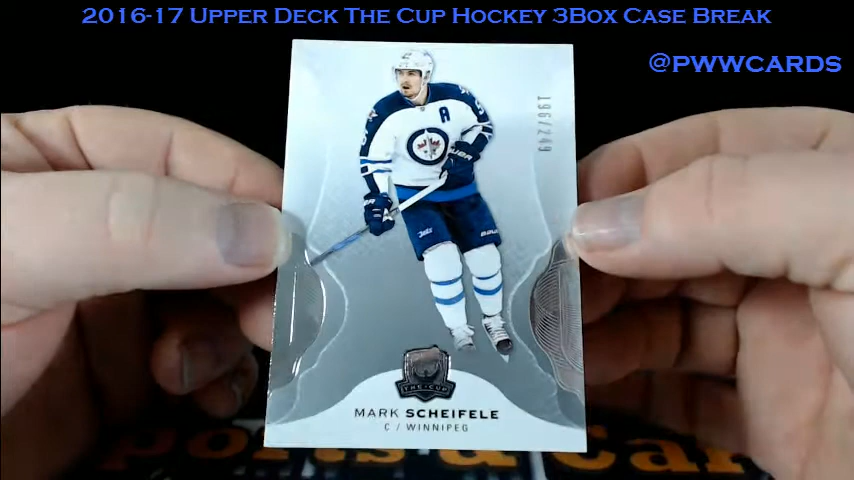 2016-17 Upper Deck The Cup Hockey 3Box Case Break
@PWWCARDS
196/249
A
THE CUP
MARK SCHEIFELE
C / WINNIPEG